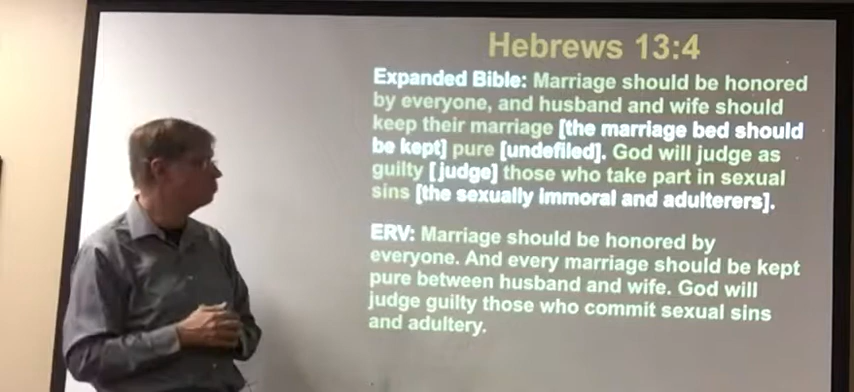 Hebrews 13:4
Expanded Bible: Marriage should be honored
by everyone, and husband and wife should
keep their marriage [the marriage bed should
be kept] pure [undefiled]. God will judge as
guilty [judge] those who take part in sexual
sins [the sexually immoral and adulterers].
ERV: Marriage should be honored by
everyone. And every marriage should be kept
pure between husband and wife. God will
judge guilty those who commit sexual sins
and adultery.